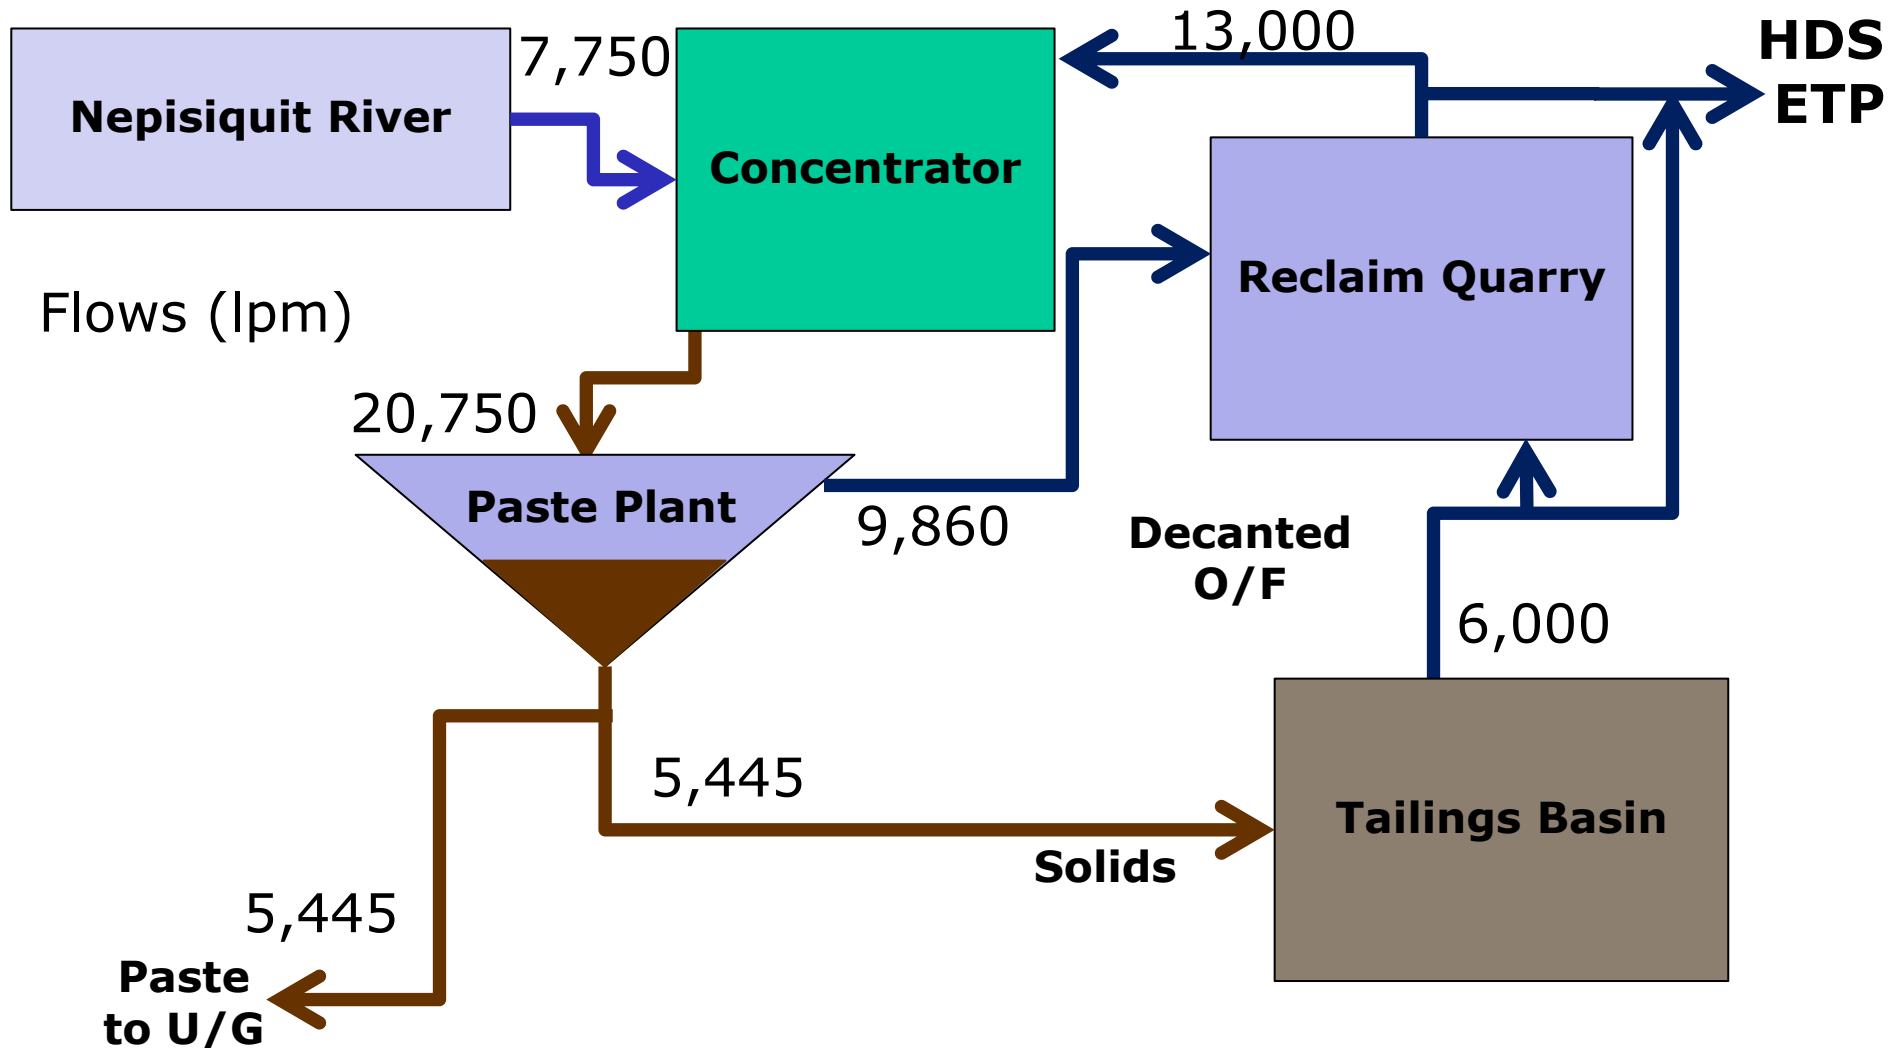 7,750
13,000
HDS
ETP
Nepisiquit River
Concentrator
Reclaim Quarry
Flows (lpm)
20,750
Paste Plant
9,860
Decanted
O/F
6,000
5,445
Tailings Basin
Solids
5,445
Paste
to U/G